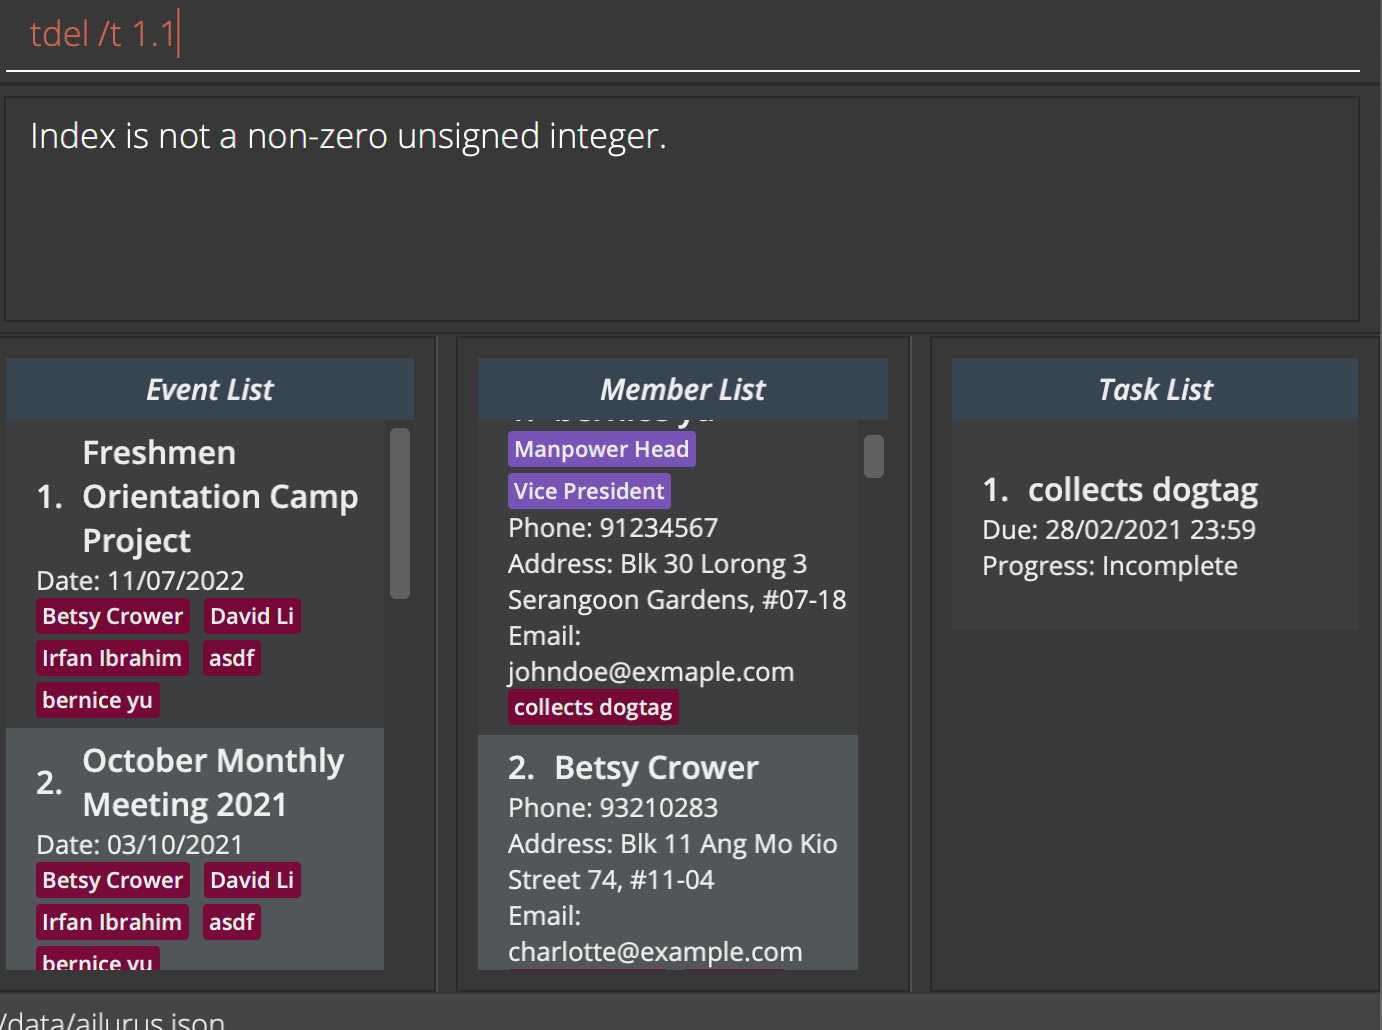 tdel /t 1.1
Index is not a non-zero unsigned integer.
Event List
1. Freshmen
Orientation Camp
Project
Date: 11/07/2022
Betsy Crower David Li
Irfan Ibrahim asdf
bernice yu
2. October Monthly
Meeting 2021
Date: 03/10/2021
Betsy Crower David Li
Irfan Ibrahim asdf
bernice yu
Member List
1. bernice yu
Manpower Head
Vice President
Phone: 91234567
Address: Blk 30 Lorong 3
Serangoon Gardens, #07-18
Email:
johndoe@exmaple.com
collects dogtag
2. Betsy Crower
Phone: 93210283
Address: Blk 11 Ang Mo Kio
Street 74, #11-04
Email:
charlotte@example.com
Task List
1. collects dogtag
Due: 28/02/2021 23:59
Progress: Incomplete
/data/ailurus.json